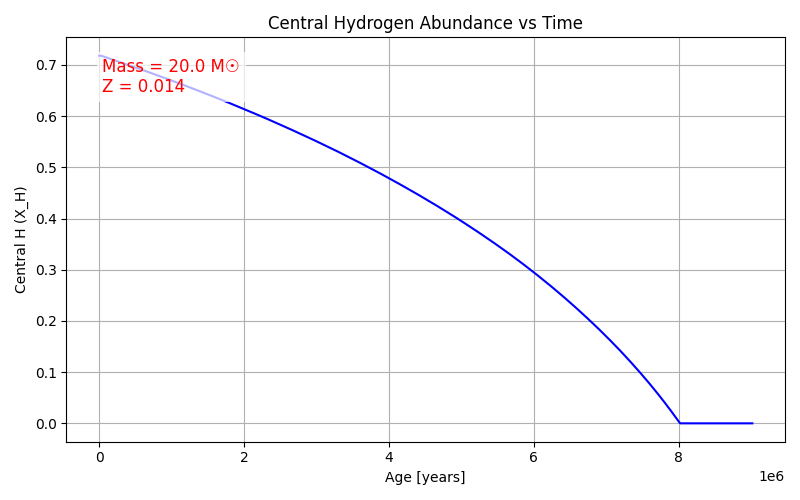 Central Hydrogen Abundance vs Time
Mass = 20.0 M☉
Z = 0.014
Central H (X_H)
0.7
0.6
0.5
0.4
0.3
0.2
0.1
0.0
0 2 4 6 8
1e6
Age [years]